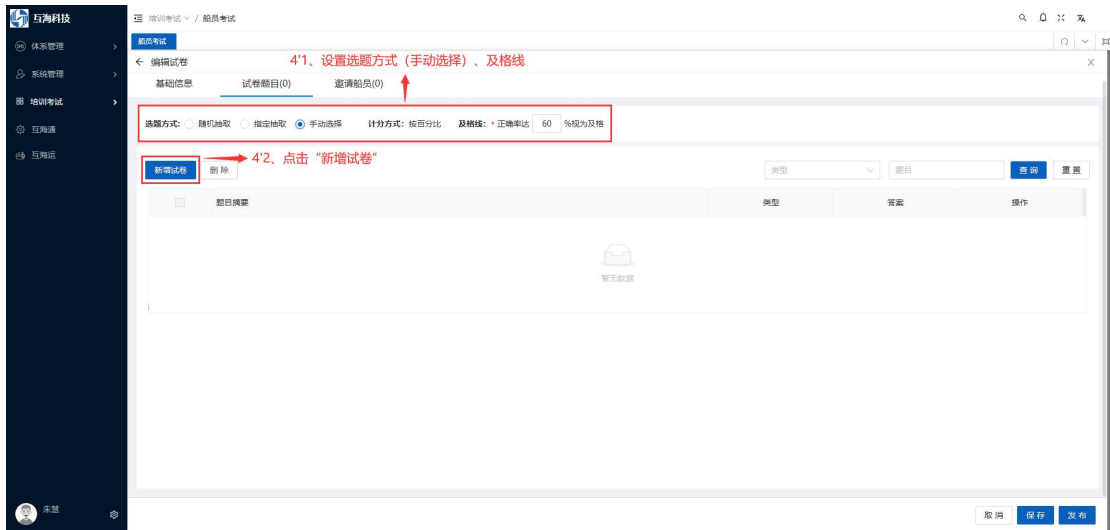 互海科技
培训考试 / 船员考试
体系管理
船员考试
编辑试卷
4'1、设置选题方式（手动选择）、及格线
系统管理
基础信息
试卷题目(0)
邀请船员(0)
培训考试
选题方式: 随机抽取 指定抽取 手动选择 计分方式: 按百分比 及格线: * 正确率达 60 %视为及格
互海通
互海运
4'2、点击“新增试卷”
新增试卷 删 除 类型 题目 查 询 重 置
题目摘要 类型 答案 操作
暂无数据
朱慧
取 消 保 存 发 布